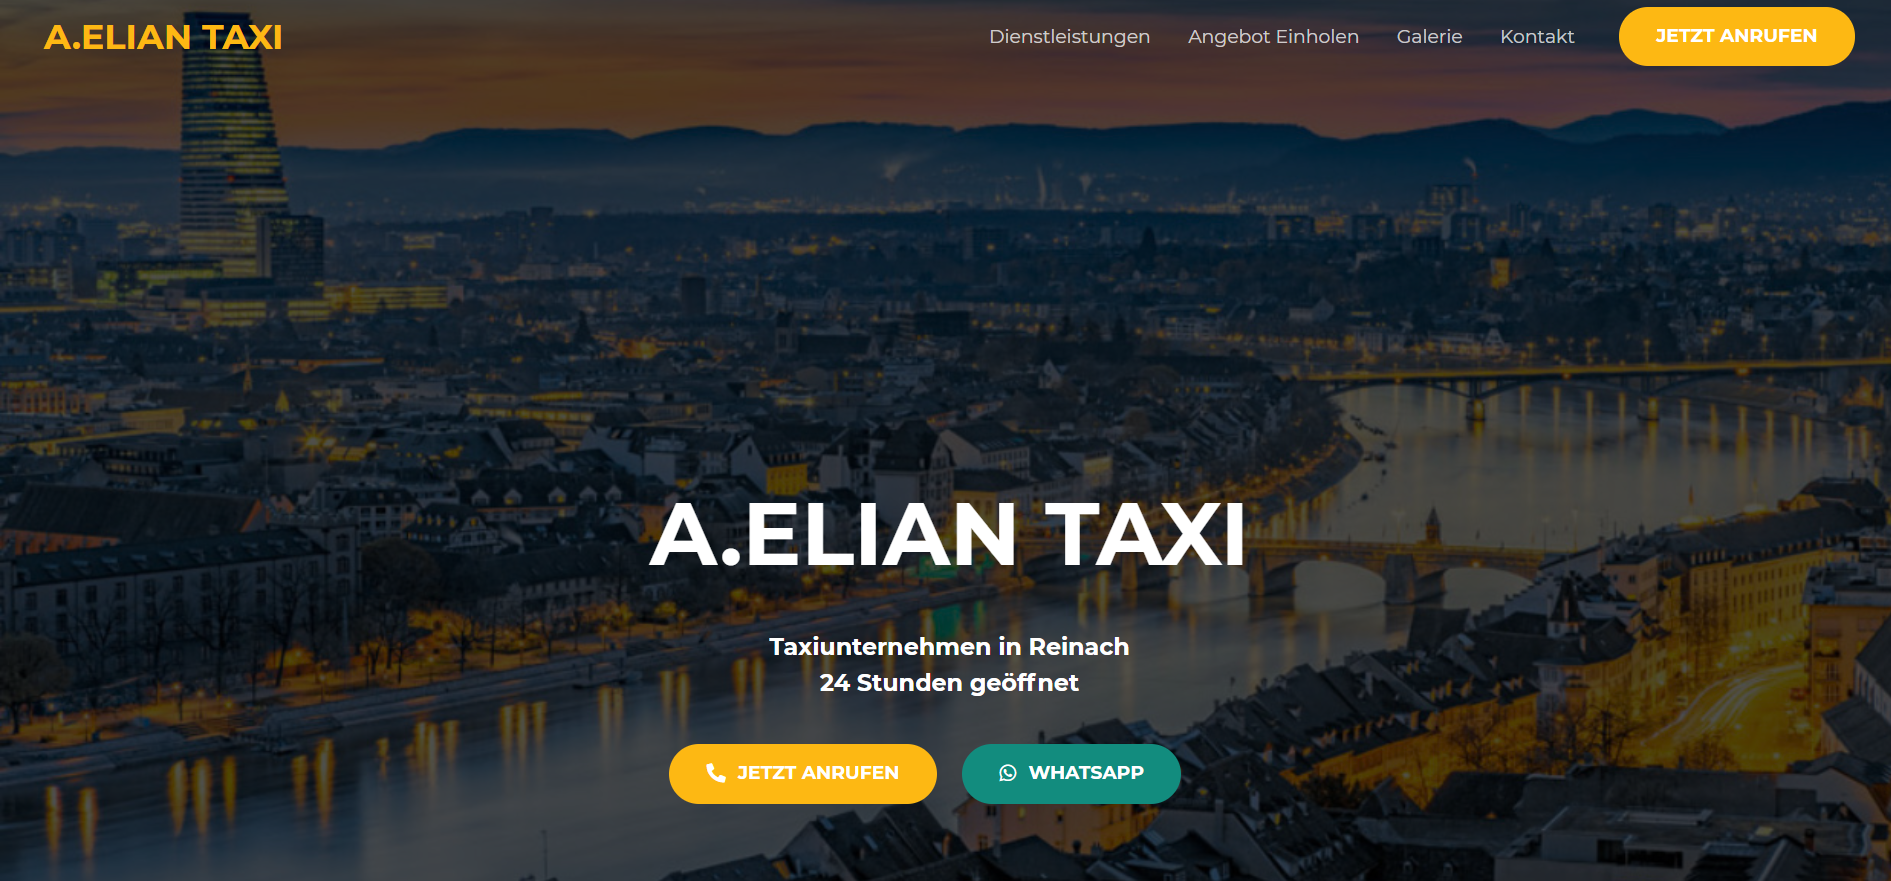 A.ELIAN TAXI
Dienstleistungen
Angebot Einholen
Galerie
Kontakt
JETZT ANRUFEN
A.ELIAN TAXI
Taxiunternehmen in Reinach
24 Stunden geöffnet
JETZT ANRUFEN
WHATSAPP